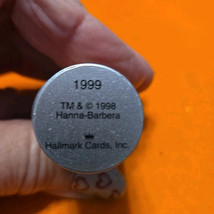 1999
TM & © 1998
Hanna-Barbera
Hallmark Cards, Inc.